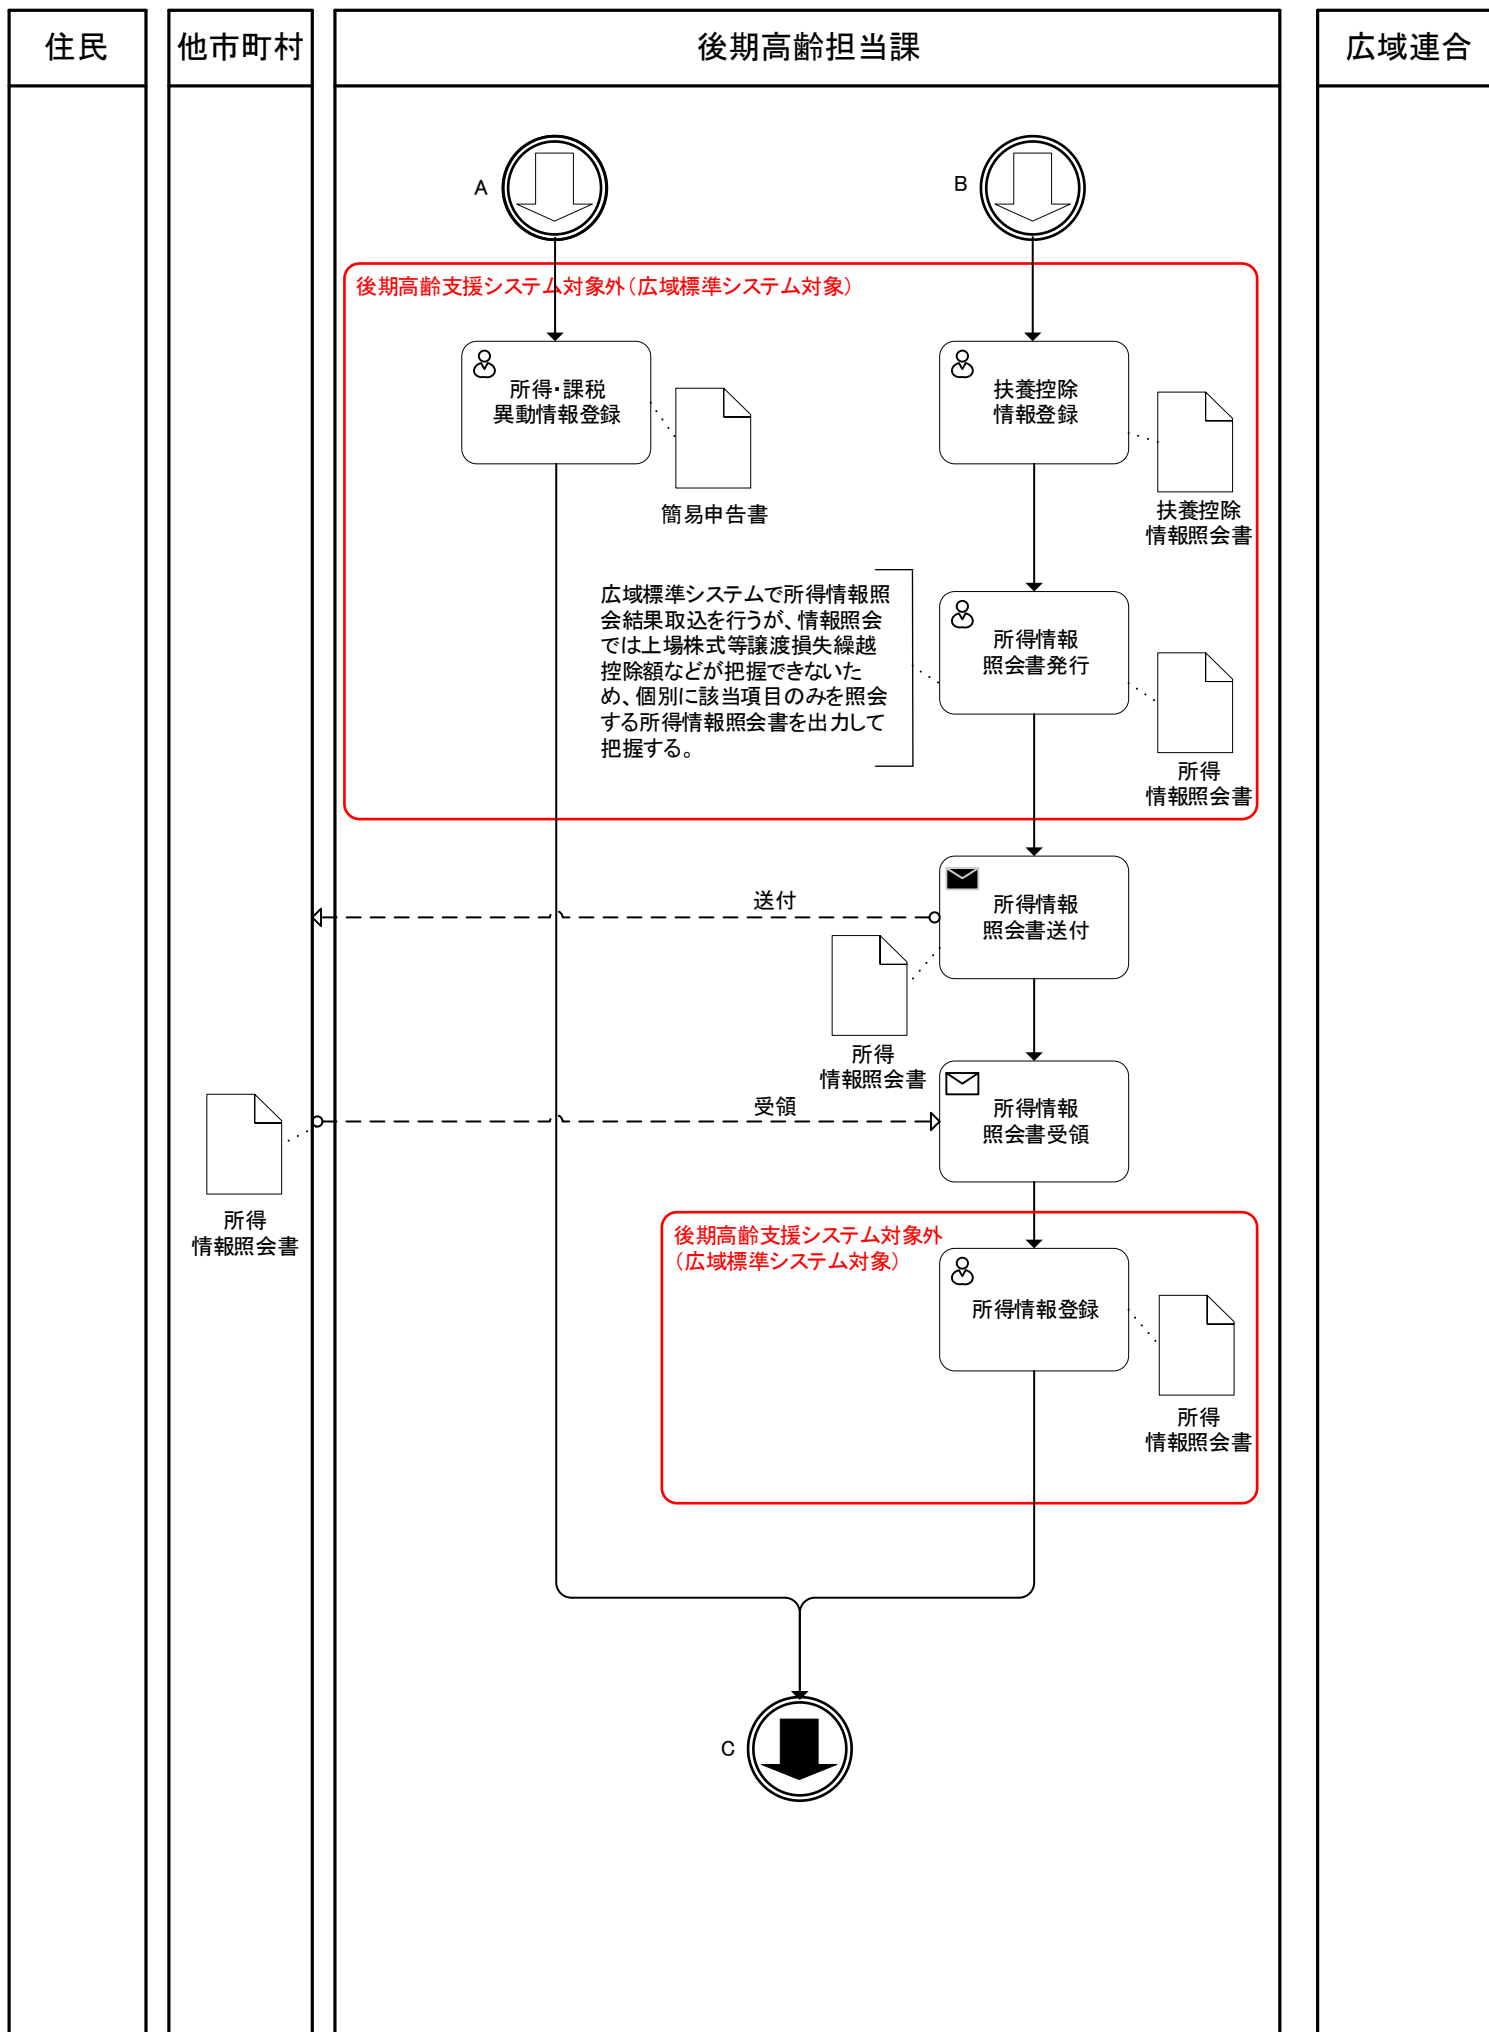 住民
他市町村
後期高齢担当課
広域連合
A
B
後期高齢支援システム対象外（広域標準システム対象）
所得・課税
異動情報登録
簡易申告書
扶養控除
情報登録
扶養控除
情報照会書
広域標準システムで所得情報照
会結果取込を行うが、情報照会
では上場株式等譲渡損失繰越
控除額などが把握できないた
め、個別に該当項目のみを照会
する所得情報照会書を出力して
把握する。
所得情報
照会書発行
所得
情報照会書
送付
所得情報
照会書送付
所得
情報照会書
受領
所得情報
照会書受領
所得
情報照会書
後期高齢支援システム対象外
（広域標準システム対象）
所得情報登録
所得
情報照会書
C